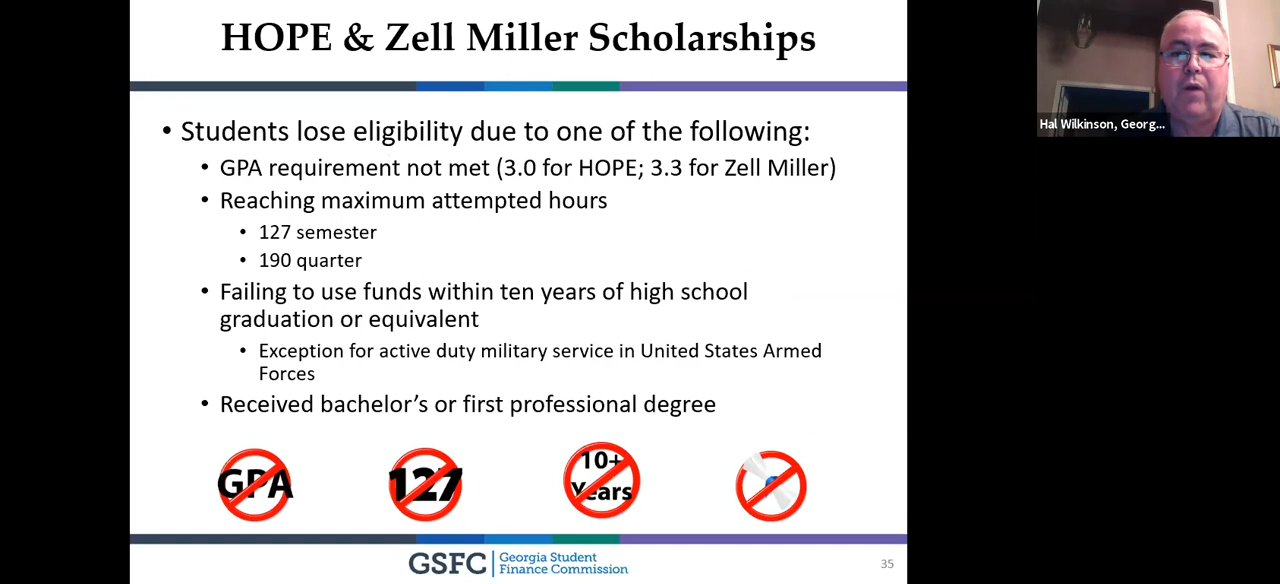 HOPE & Zell Miller Scholarships
• Students lose eligibility due to one of the following:
• GPA requirement not met (3.0 for HOPE; 3.3 for Zell Miller)
• Reaching maximum attempted hours
• 127 semester
• 190 quarter
• Failing to use funds within ten years of high school
graduation or equivalent
• Exception for active duty military service in United States Armed
Forces
• Received bachelor’s or first professional degree
GPA
127
10+
Years
GSFC
Georgia Student
Finance Commission
35
Hal Wilkinson, Georg...